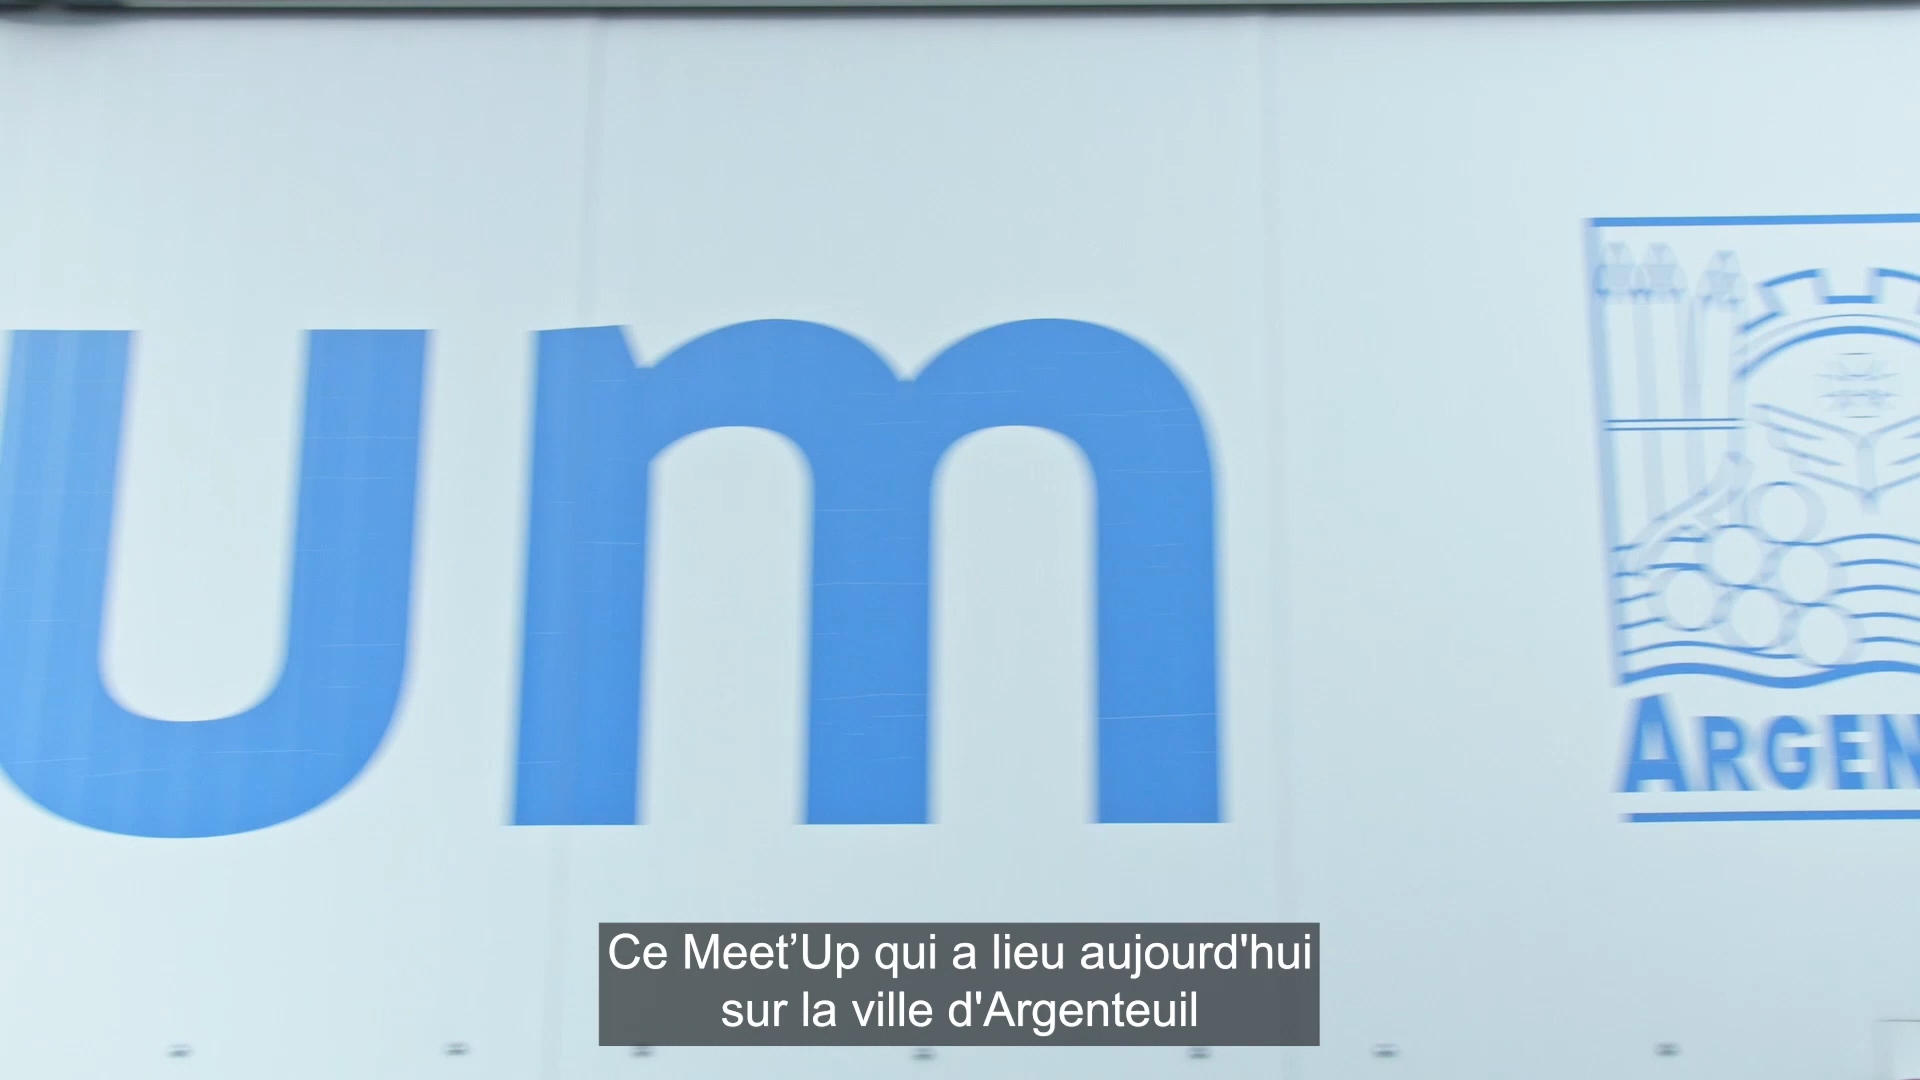 um
ARGEN
Ce Meet’Up qui a lieu aujourd'hui
sur la ville d'Argenteuil